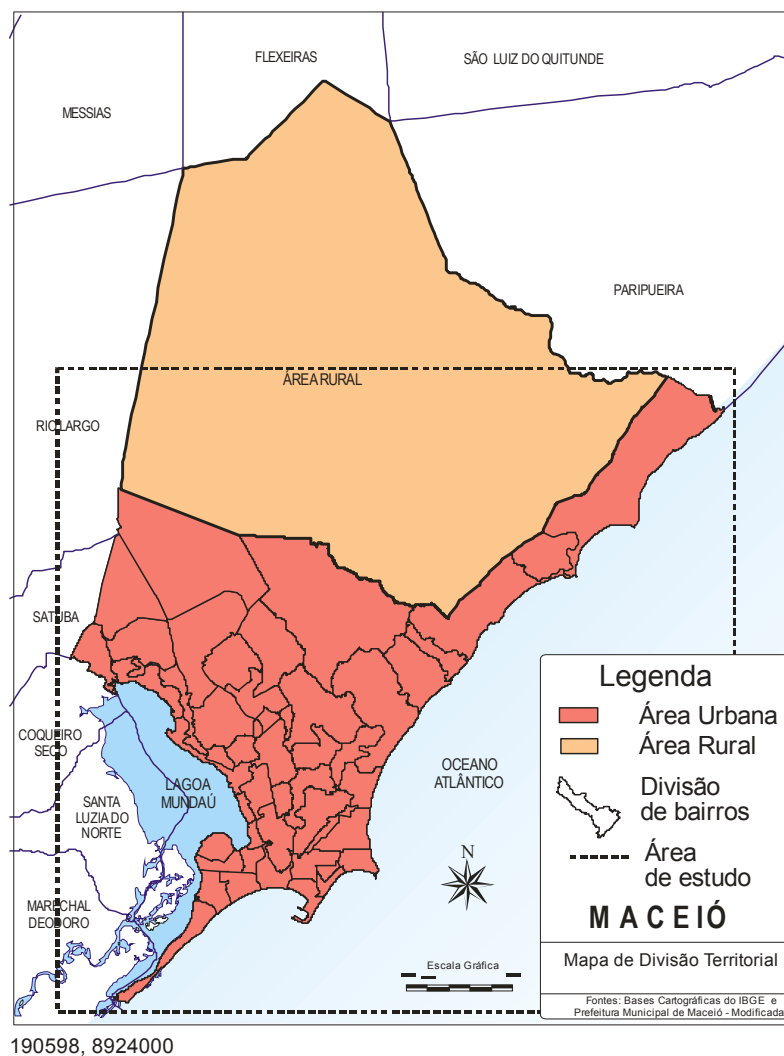 FLEXEIRAS
SÃO LUIZ DO QUITUNDE
MESSIAS
PARIPUEIRA
ÁREA RURAL
RIO LARGO
SATUBA
COQUEIRO
SECO
LAGOA
MUNDAÚ
SANTA
LUZIA DO
NORTE
OCEANO
ATLÂNTICO
MARECHAL
DEODORO
N
Escala Gráfica
Legenda
Área Urbana
Área Rural
Divisão
de bairros
Área
de estudo
MACEIÓ
Mapa de Divisão Territorial
Fontes: Bases Cartográficas do IBGE e
Prefeitura Municipal de Maceió - Modificada
190598, 8924000